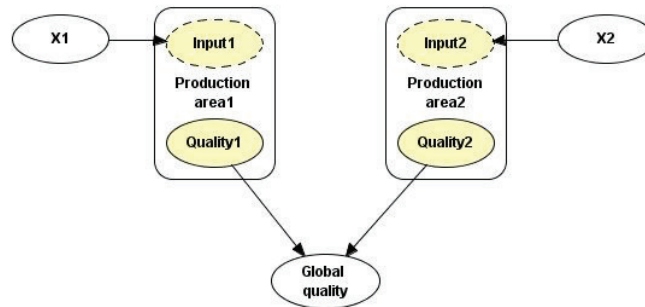 X1
Input1
Input2
X2
Production
area1
Production
area2
Quality1
Quality2
Global
quality